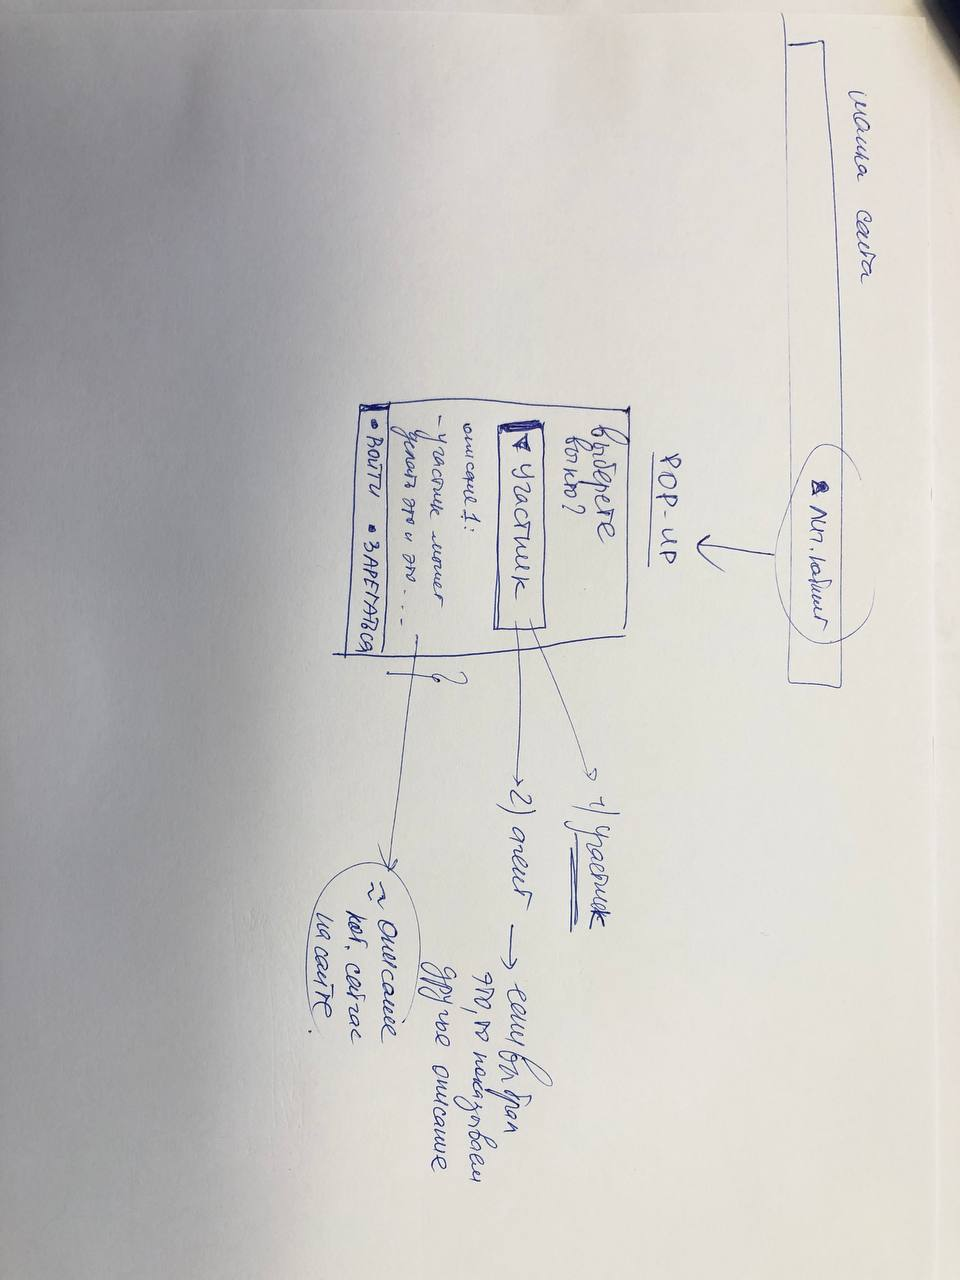 шапка сайта
Лич. кабинет
POP-UP
Выберете
вы кто?
▼ Участник
описание 1:
- Участник может
делать это и это ...
• Войти • ЗАРЕГАТЬСЯ
?
1) Участник
2) агент → если выбрал
это, то показываем
другое описание
~ Описание
кот. сейчас
на сайте.